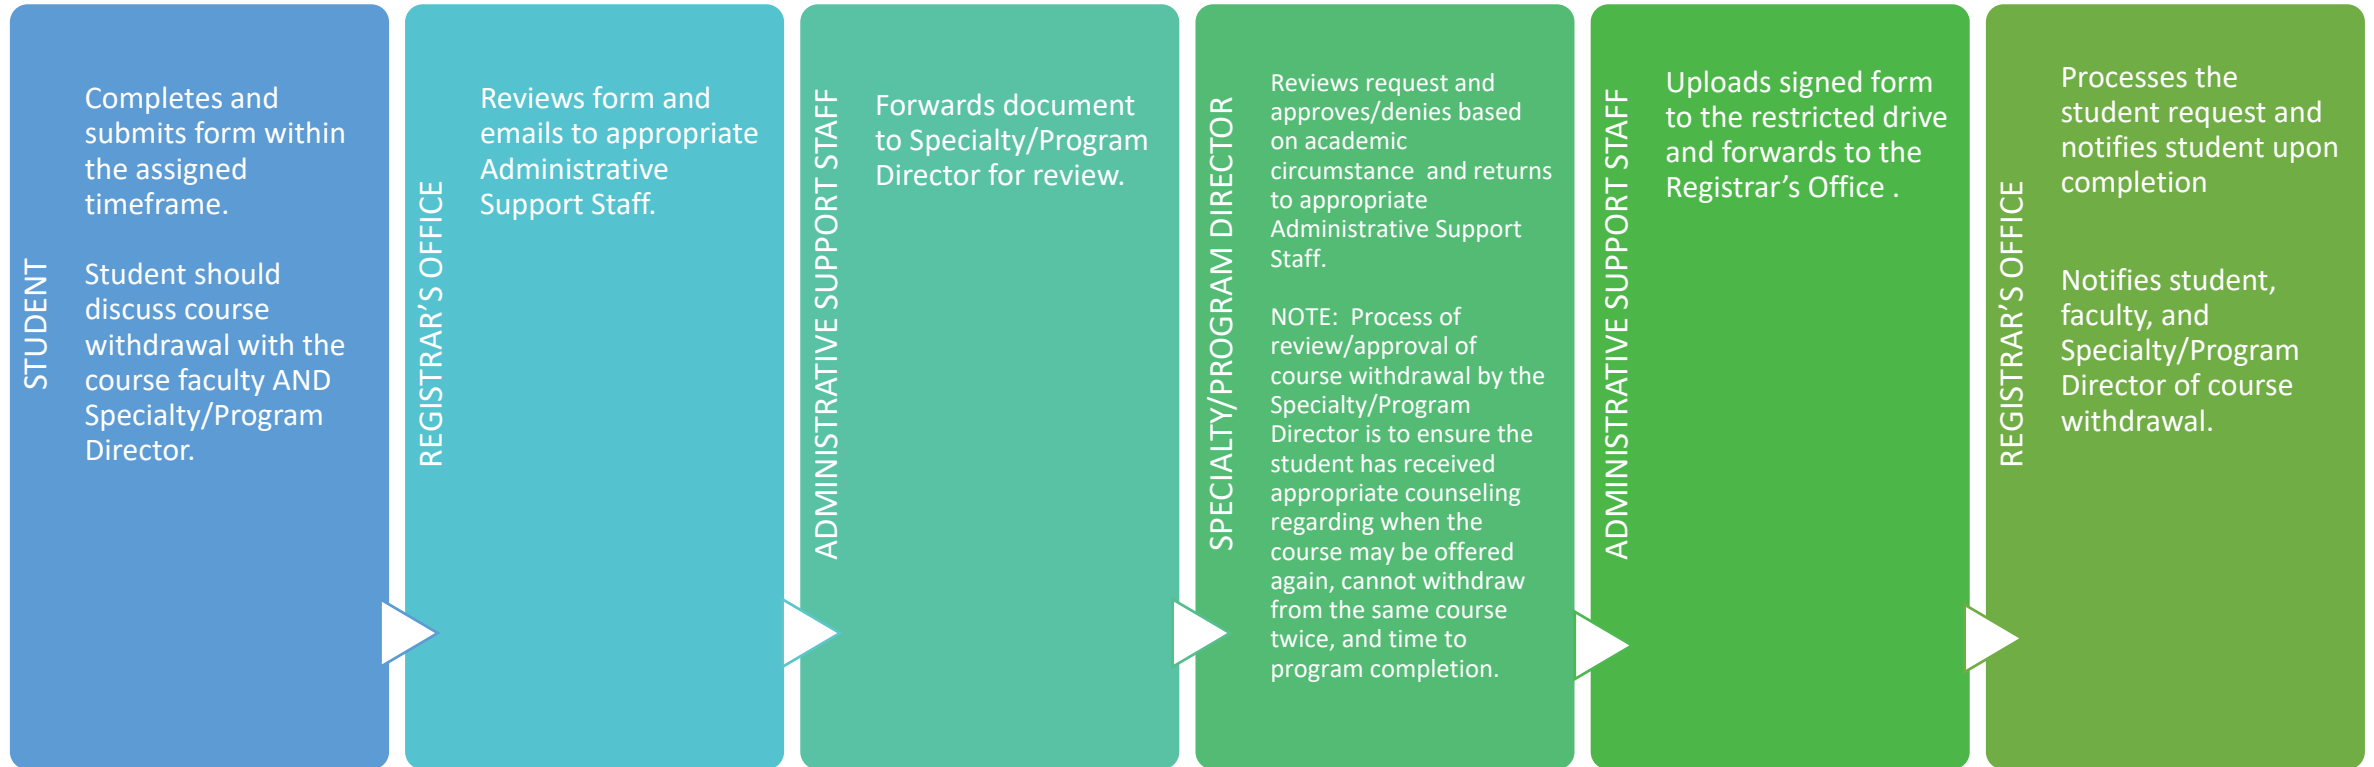 STUDENT
Completes and
submits form within
the assigned
timeframe.
Student should
discuss course
withdrawal with the
course faculty AND
Specialty/Program
Director.
REGISTRAR’S OFFICE
Reviews form and
emails to appropriate
Administrative
Support Staff.
ADMINISTRATIVE SUPPORT STAFF
Forwards document
to Specialty/Program
Director for review.
SPECIALTY/PROGRAM DIRECTOR
Reviews request and
approves/denies based
on academic
circumstance  and returns
to appropriate
Administrative Support
Staff.
NOTE:  Process of
review/approval of
course withdrawal by the
Specialty/Program
Director is to ensure the
student has received
appropriate counseling
regarding when the
course may be offered
again, cannot withdraw
from the same course
twice, and time to
program completion.
ADMINISTRATIVE SUPPORT STAFF
Uploads signed form
to the restricted drive
and forwards to the
Registrar’s Office .
REGISTRAR’S OFFICE
Processes the
student request and
notifies student upon
completion
Notifies student,
faculty, and
Specialty/Program
Director of course
withdrawal.